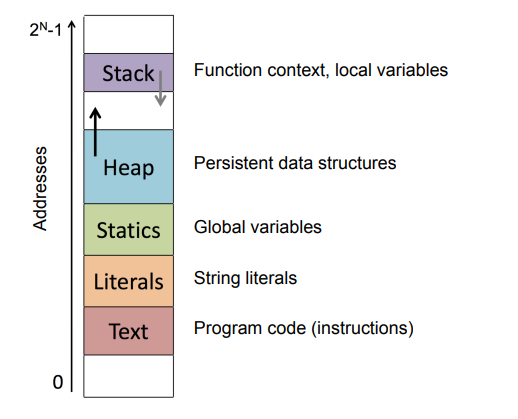 2ᴺ-1
Stack Function context, local variables
Heap Persistent data structures
Addresses
Statics Global variables
Literals String literals
Text Program code (instructions)
0